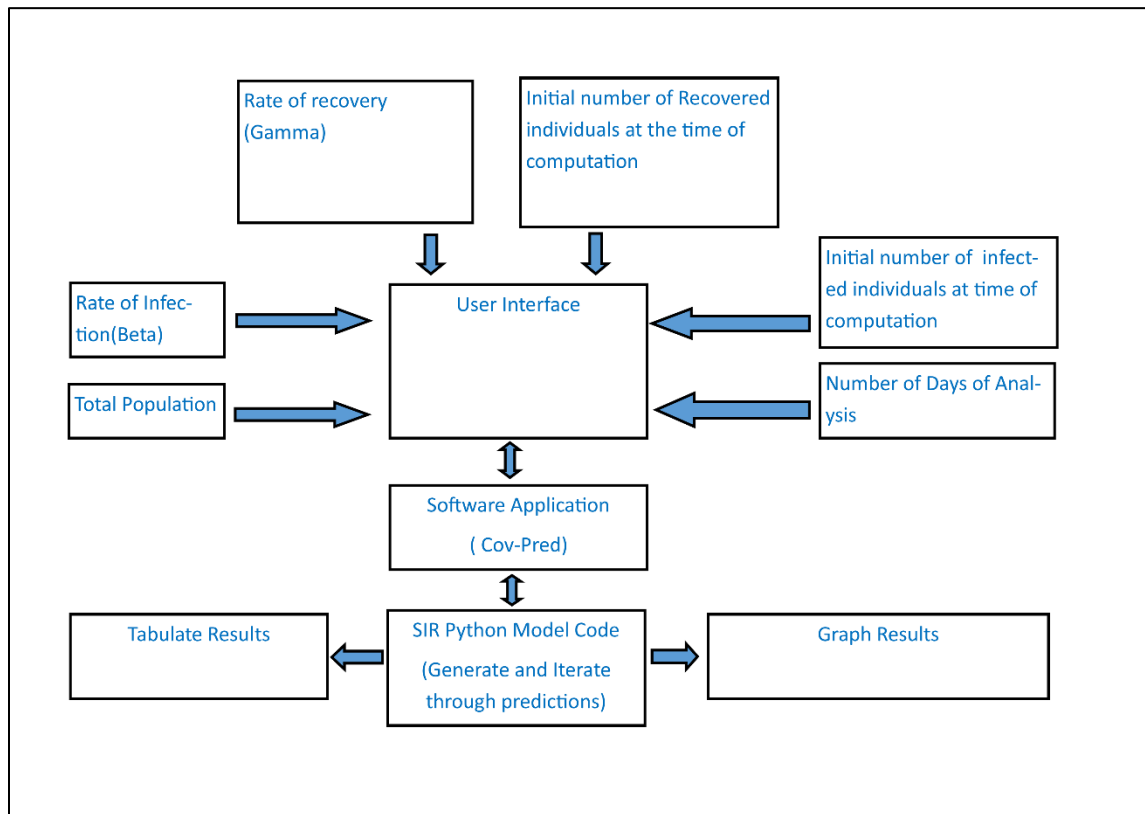 Rate of recovery
(Gamma)
Initial number of Recovered
individuals at the time of
computation
Rate of Infec-
tion(Beta)
User Interface
Initial number of infect-
ed individuals at time of
computation
Total Population
Number of Days of Anal-
ysis
Software Application
( Cov-Pred)
Tabulate Results
SIR Python Model Code
(Generate and Iterate
through predictions)
Graph Results